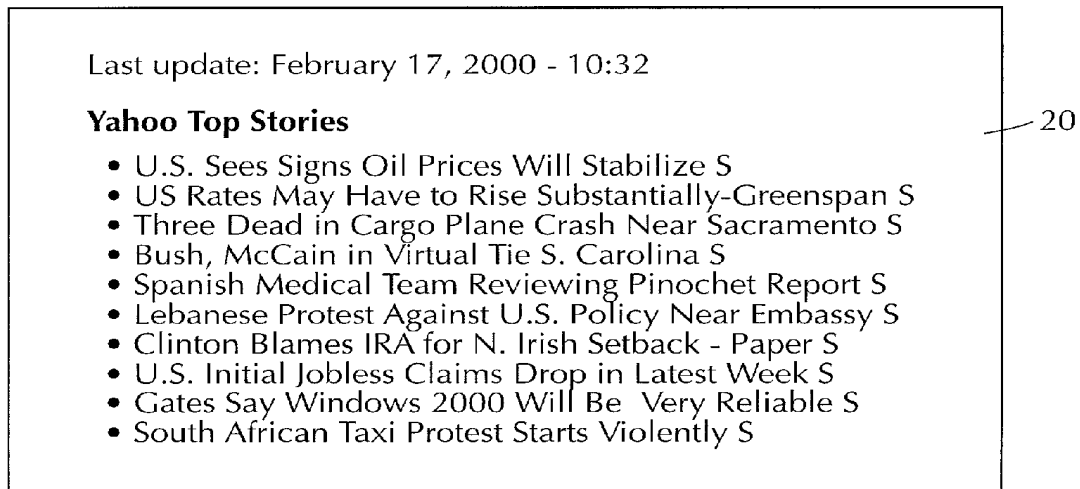 Last update: February 17, 2000 - 10:32
Yahoo Top Stories
20
• U.S. Sees Signs Oil Prices Will Stabilize S
• US Rates May Have to Rise Substantially-Greenspan S
• Three Dead in Cargo Plane Crash Near Sacramento S
• Bush, McCain in Virtual Tie S. Carolina S
• Spanish Medical Team Reviewing Pinochet Report S
• Lebanese Protest Against U.S. Policy Near Embassy S
• Clinton Blames IRA for N. Irish Setback - Paper S
• U.S. Initial Jobless Claims Drop in Latest Week S
• Gates Say Windows 2000 Will Be  Very Reliable S
• South African Taxi Protest Starts Violently S